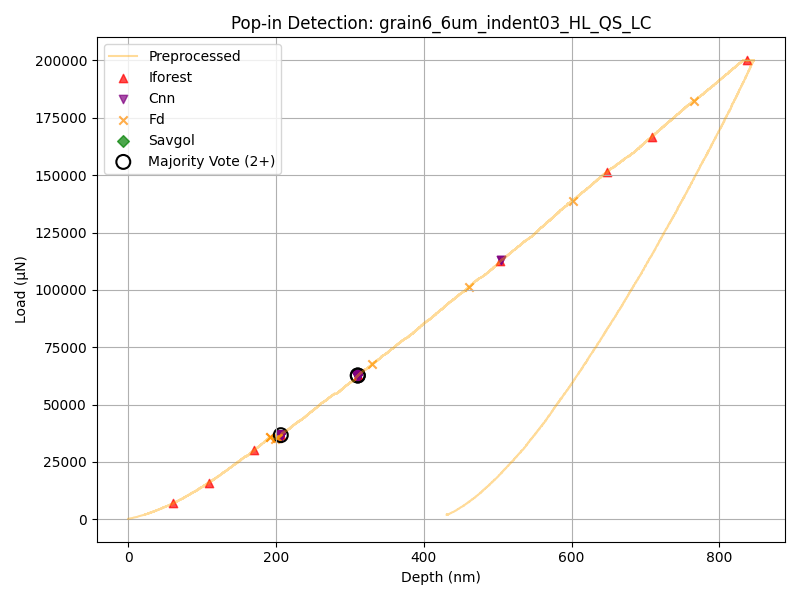 Pop-in Detection: grain6_6um_indent03_HL_QS_LC
Preprocessed
Iforest
Cnn
Fd
Savgol
Majority Vote (2+)
200000
175000
150000
125000
100000
75000
50000
25000
0
Load (µN)
0 200 400 600 800
Depth (nm)